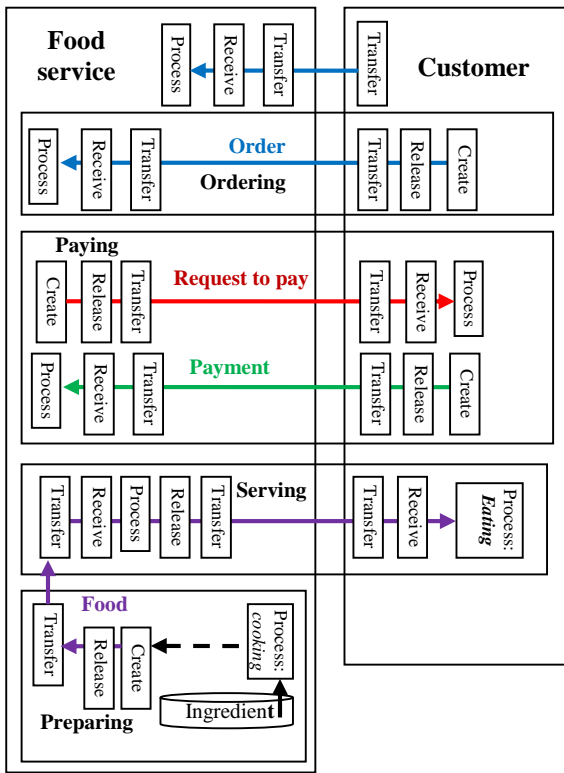 Food
service
Process
Receive
Transfer
Transfer
Customer
Process
Receive
Transfer
Order
Ordering
Transfer
Release
Create
Paying
Create
Release
Transfer
Request to pay
Transfer
Receive
Process
Process
Receive
Transfer
Payment
Transfer
Release
Create
Serving
Transfer
Receive
Process
Release
Transfer
Transfer
Receive
Process:
Eating
Food
Transfer
Release
Create
Process:
cooking
Ingredient
Preparing